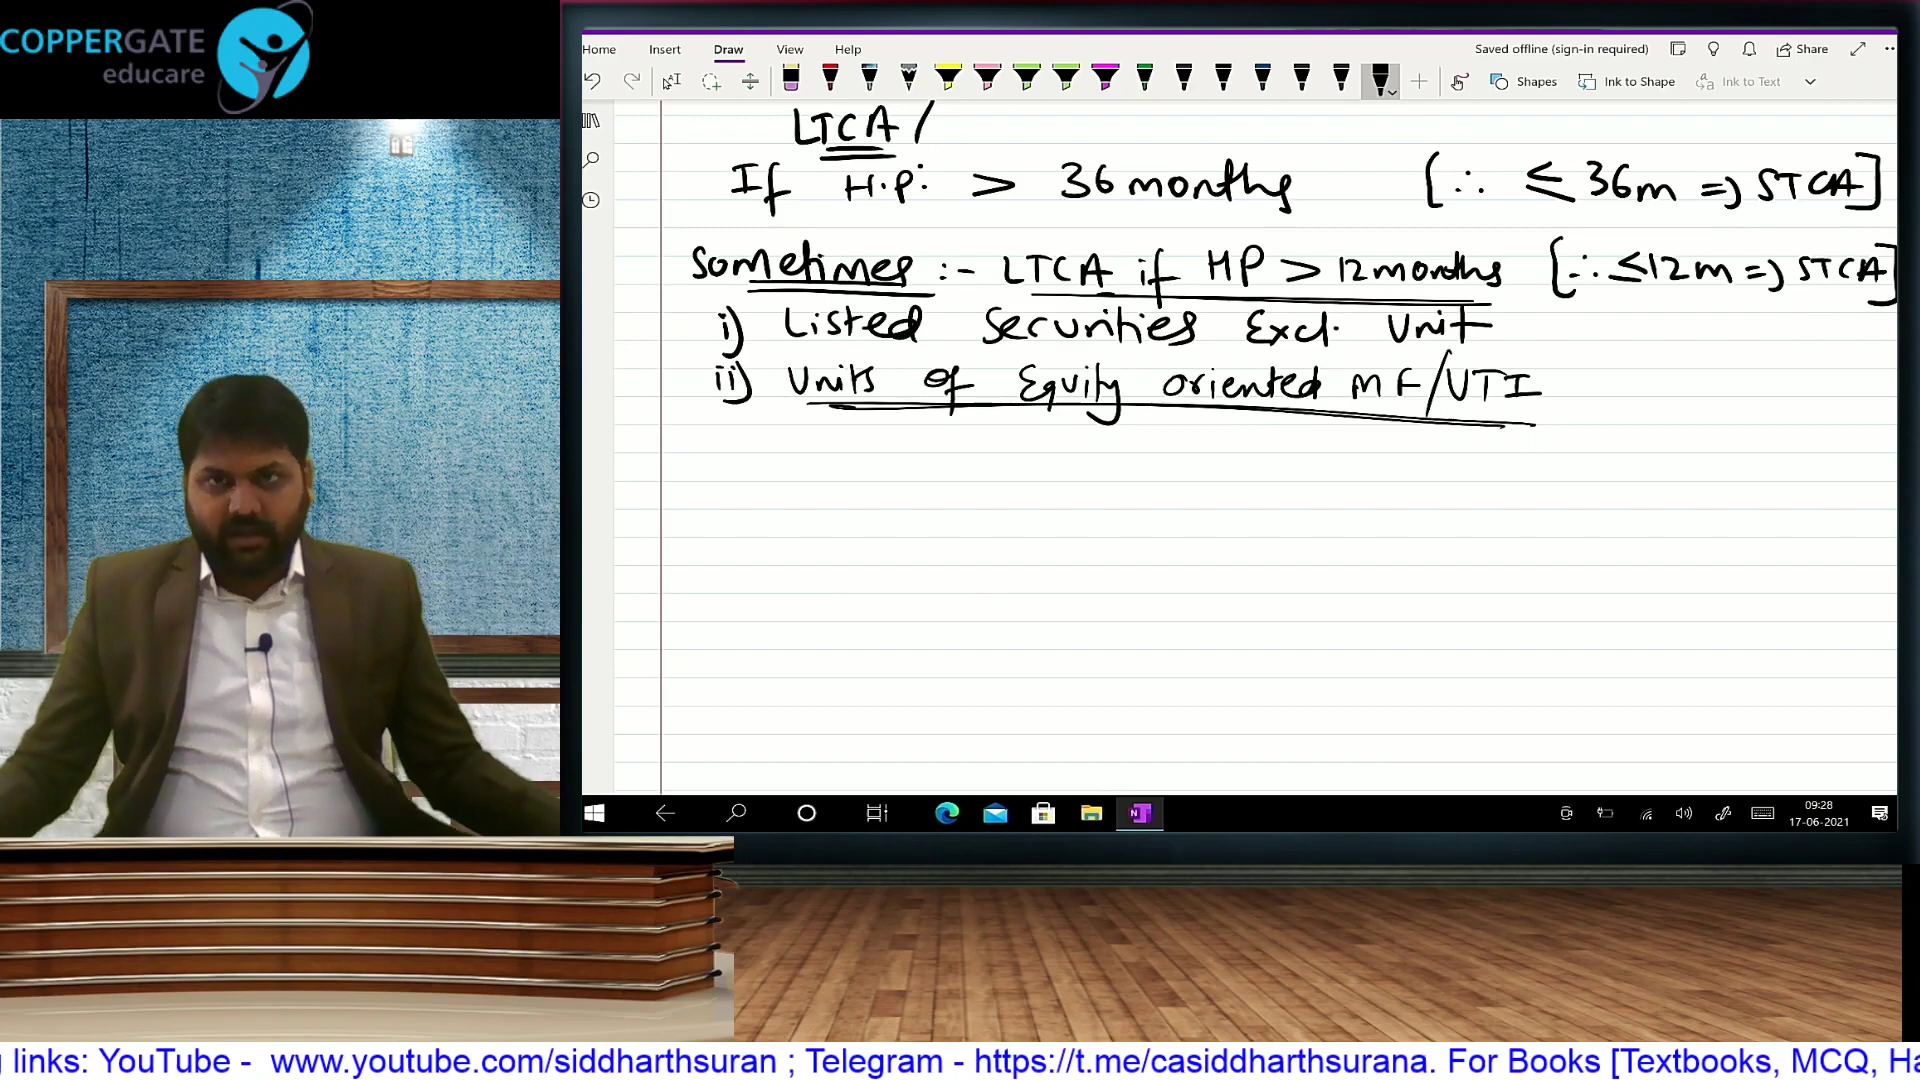 COPPERGATE
educare
Home Insert Draw View Help
Saved offline (sign-in required) Share
Shapes Ink to Shape Ink to Text
LTCA /
If H.P. > 36 months [∴ ≤ 36m => STCA]
Sometimes :- LTCA if HP > 12 months [∴ ≤12m => STCA]
i) Listed Securities Excl. Unit
ii) Units of Equity oriented MF/UTI
09:28
17-06-2021
links: YouTube - www.youtube.com/siddharthsuran ; Telegram - https://t.me/casiddharthsurana. For Books [Textbooks, MCQ, Ha